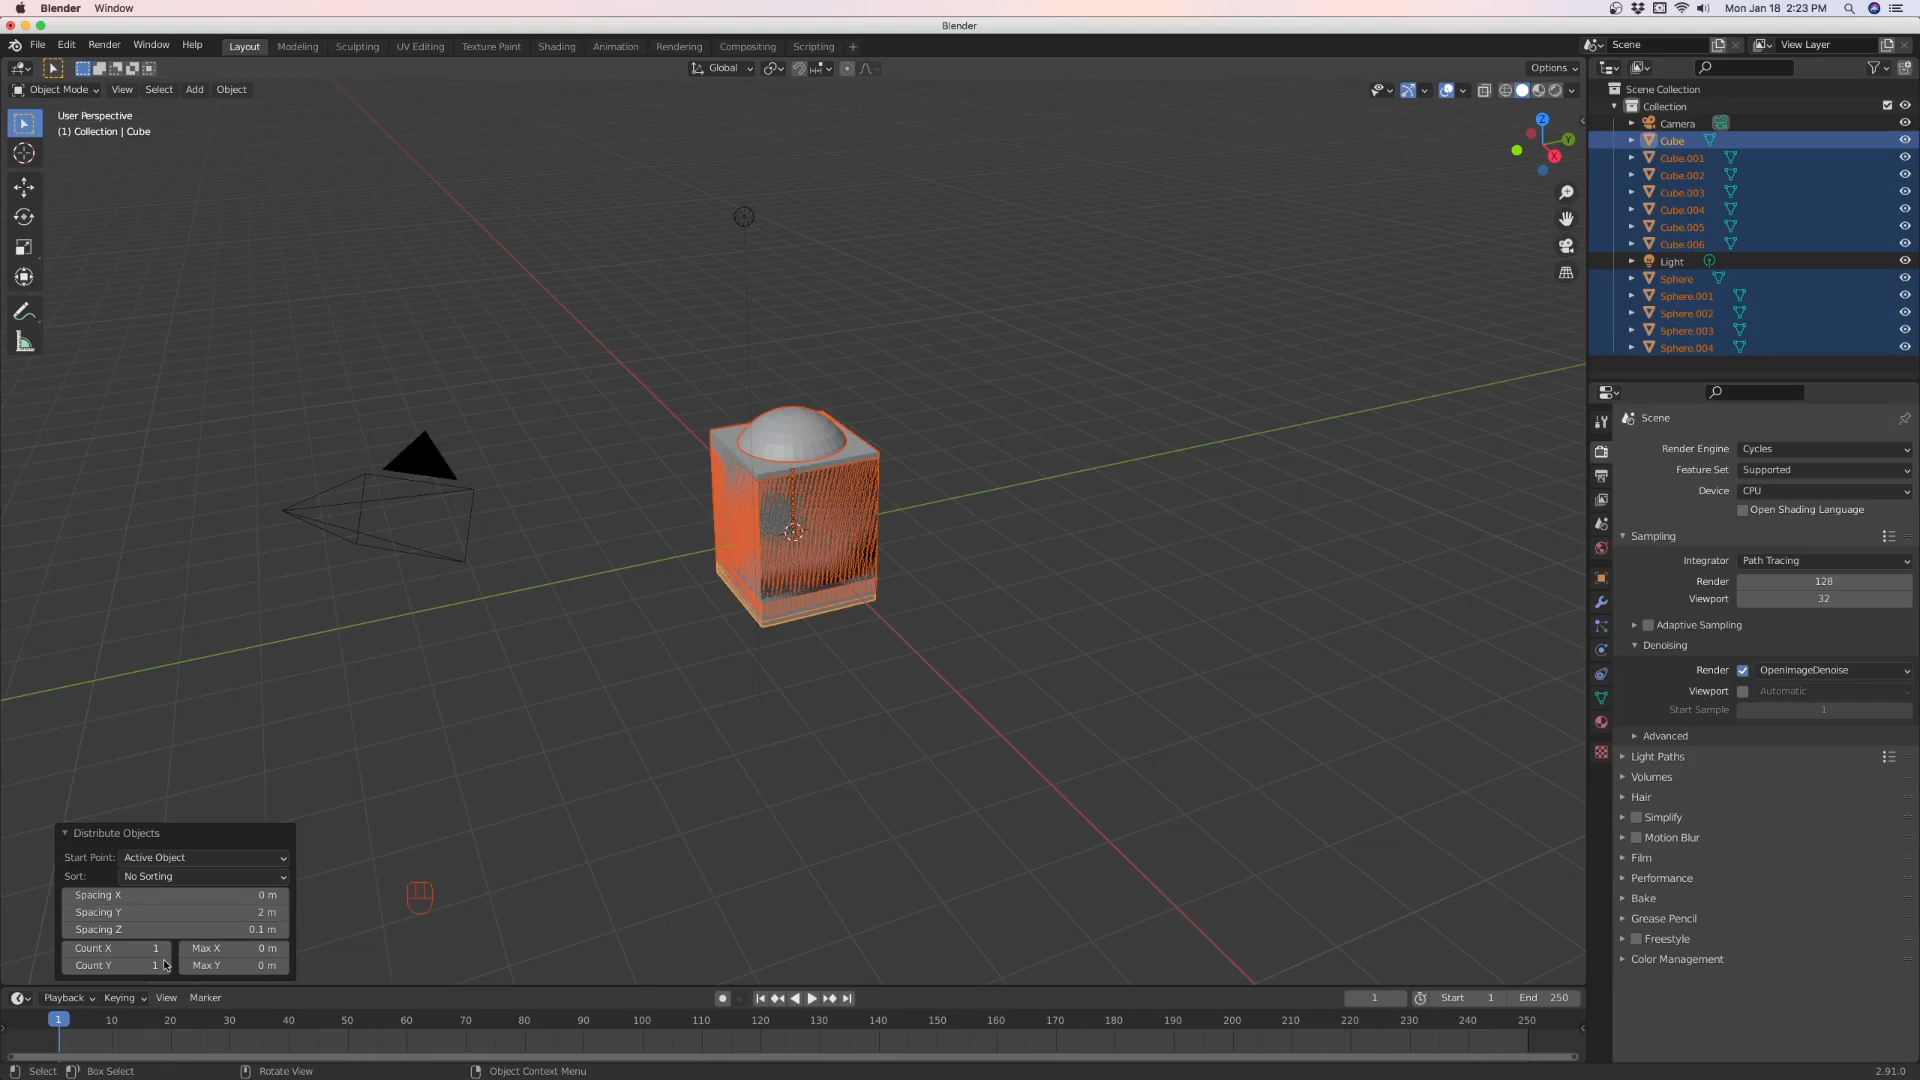 Blender Window
Mon Jan 18 2:23 PM
Blender
File Edit Render Window Help
Layout Modeling Sculpting UV Editing Texture Paint Shading Animation Rendering Compositing Scripting +
Scene View Layer
Global Options
Object Mode View Select Add Object
User Perspective
(1) Collection | Cube
Z
Y
X
Scene Collection
Collection
Camera
Cube
Cube.001
Cube.002
Cube.003
Cube.004
Cube.005
Cube.006
Light
Sphere
Sphere.001
Sphere.002
Sphere.003
Sphere.004
Scene
Render Engine Cycles
Feature Set Supported
Device CPU
Open Shading Language
Sampling
Integrator Path Tracing
Render 128
Viewport 32
Adaptive Sampling
Denoising
Render OpenImageDenoise
Viewport Automatic
Start Sample 1
Advanced
Light Paths
Volumes
Hair
Simplify
Motion Blur
Film
Performance
Bake
Grease Pencil
Freestyle
Color Management
Distribute Objects
Start Point: Active Object
Sort: No Sorting
Spacing X 0 m
Spacing Y 2 m
Spacing Z 0.1 m
Count X 1 Max X 0 m
Count Y 1 Max Y 0 m
Playback Keying View Marker
1 Start 1 End 250
1 10 20 30 40 50 60 70 80 90 100 110 120 130 140 150 160 170 180 190 200 210 220 230 240 250
Select Box Select Rotate View Object Context Menu 2.91.0